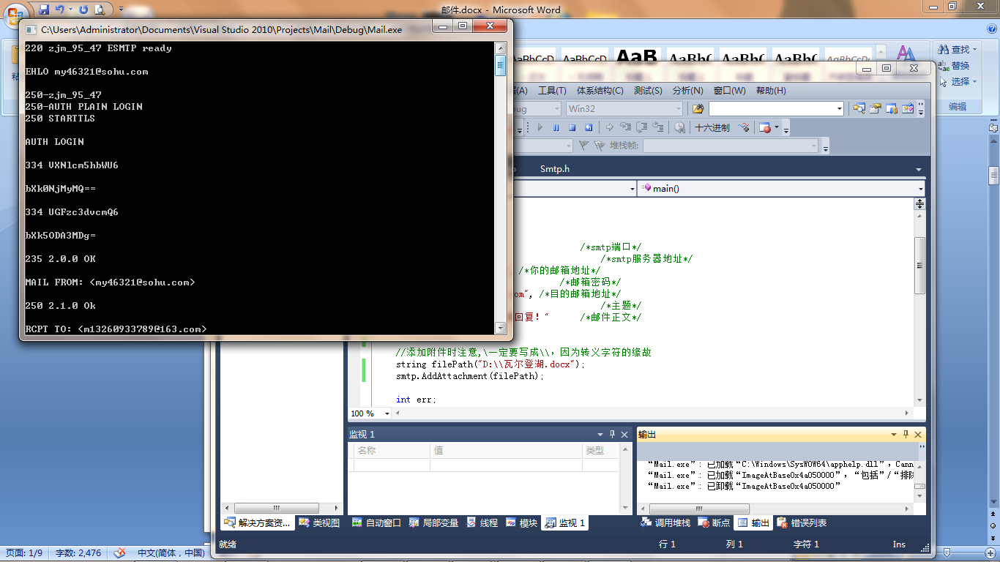 邮件.docx - Microsoft Word
C:\Users\Administrator\Documents\Visual Studio 2010\Projects\Mail\Debug\Mail.exe
220 zjm_95_47 ESMTP ready
EHLO my46321@sohu.com
250-zjm_95_47
250-AUTH PLAIN LOGIN
250 STARTTLS
AUTH LOGIN
334 VXNlcm5hbWU6
bXk0NjMyMQ==
334 UGFzc3dvcmQ6
bXk5ODA3MDg=
235 2.0.0 OK
MAIL FROM: <my46321@sohu.com>
250 2.1.0 Ok
RCPT TO: <m13260933789@163.com>
查找
替换
选择
编辑
(A) 工具(T) 体系结构(C) 测试(S) 分析(N) 窗口(W) 帮助(H)
Win32
十六进制
堆栈帧:
Smtp.h
main()
/*smtp端口*/
/*smtp服务器地址*/
/*你的邮箱地址*/
/*邮箱密码*/
om", /*目的邮箱地址*/
/*主题*/
回复！" /*邮件正文*/
//添加附件时注意,\一定要写成\\，因为转义字符的缘故
string filePath("D:\\瓦尔登湖.docx");
smtp.AddAttachment(filePath);
int err;
100 %
监视 1
名称 值 类型
输出
“Mail.exe”: 已加载“C:\Windows\SysWOW64\apphelp.dll”，Cann
“Mail.exe”: 已加载“ImageAtBase0x4a050000”，“包括”/“排除
“Mail.exe”: 已卸载“ImageAtBase0x4a050000”
解决方案资... 类视图
自动窗口 局部变量 线程 模块 监视 1
调用堆栈 断点 输出 错误列表
就绪 行 1 列 1 字符 1 Ins
页面: 1/9 字数: 2,476 中文(简体，中国)